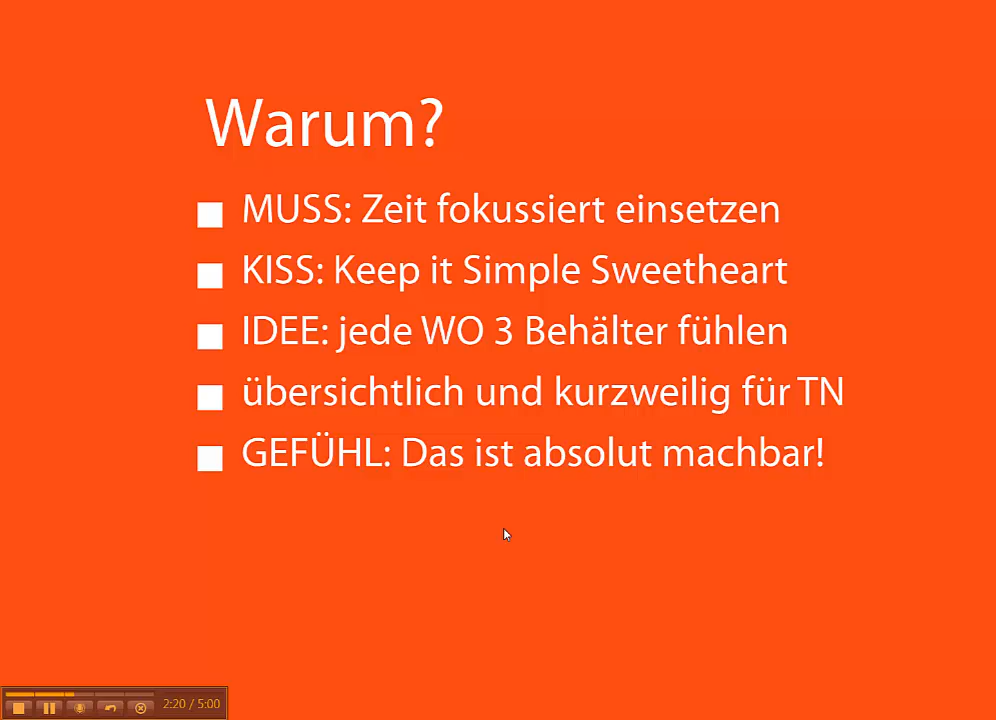 Warum?
MUSS: Zeit fokussiert einsetzen
KISS: Keep it Simple Sweetheart
IDEE: jede WO 3 Behälter fühlen
übersichtlich und kurzweilig für TN
GEFÜHL: Das ist absolut machbar!
2:20 / 5:00